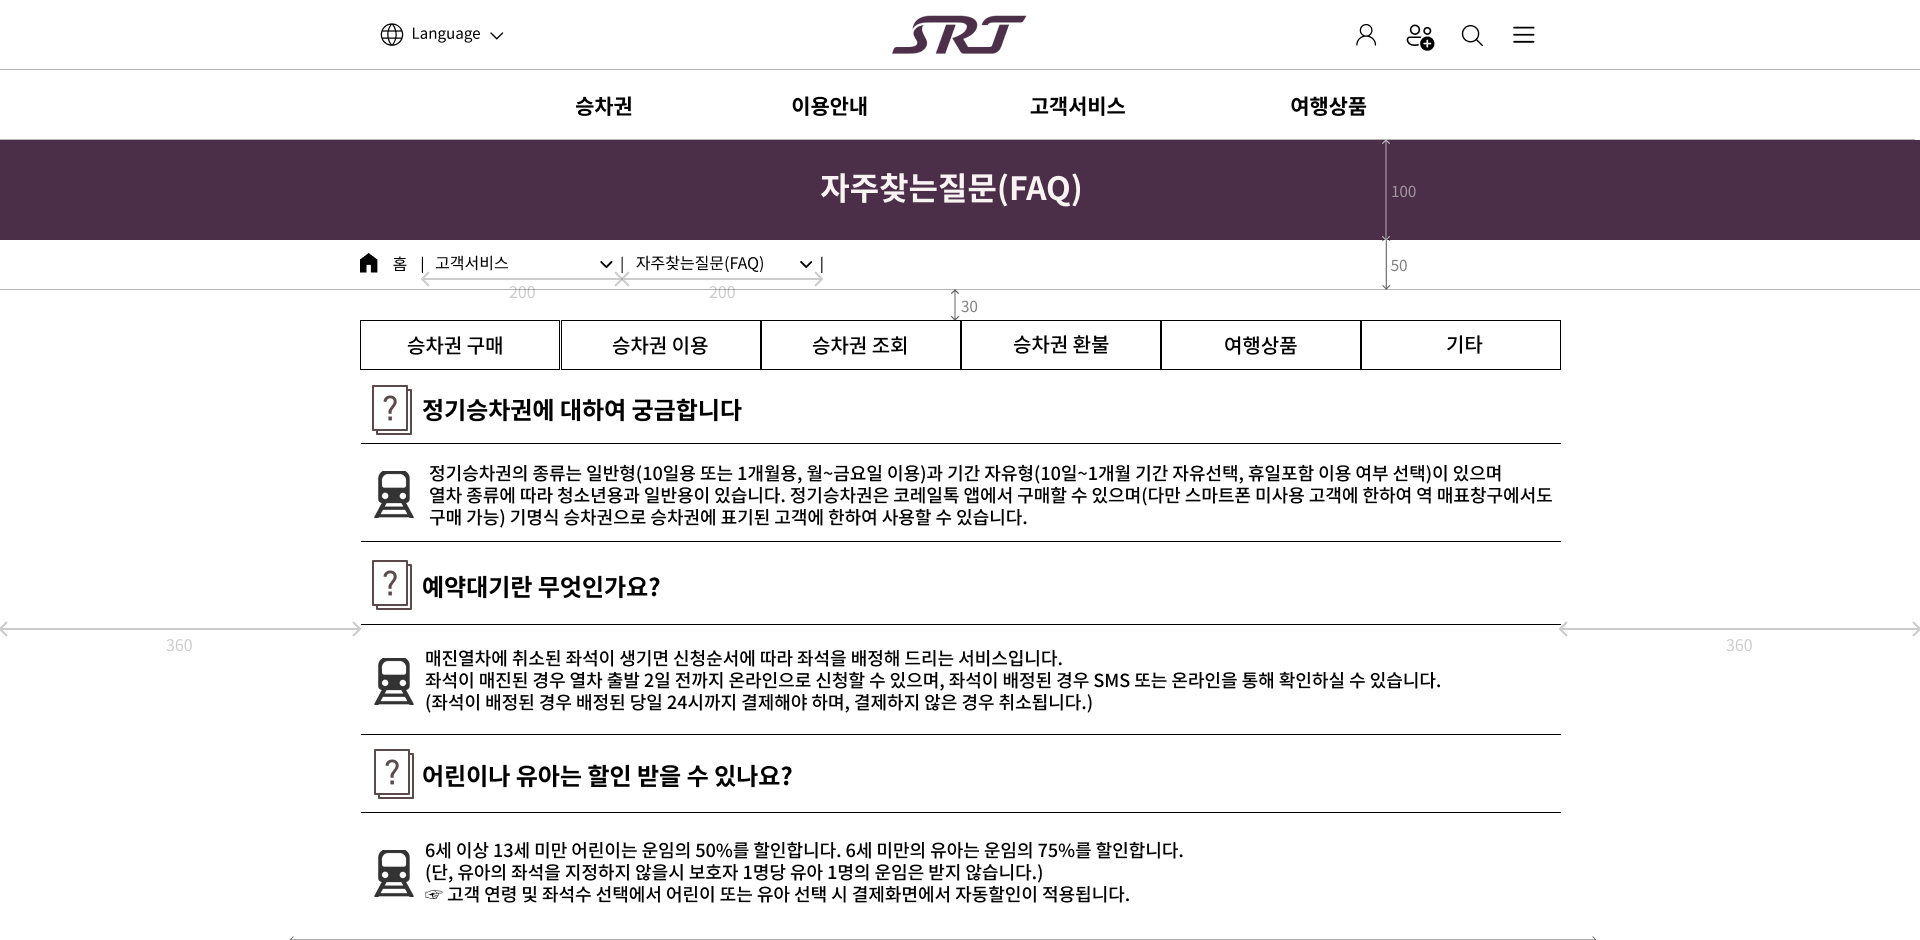 Language
SRT
승차권
이용안내
고객서비스
여행상품
자주찾는질문(FAQ)
100
홈 | 고객서비스 | 자주찾는질문(FAQ) |
50
200
200
30
승차권 구매
승차권 이용
승차권 조회
승차권 환불
여행상품
기타
? 정기승차권에 대하여 궁금합니다
정기승차권의 종류는 일반형(10일용 또는 1개월용, 월~금요일 이용)과 기간 자유형(10일~1개월 기간 자유선택, 휴일포함 이용 여부 선택)이 있으며
열차 종류에 따라 청소년용과 일반용이 있습니다. 정기승차권은 코레일톡 앱에서 구매할 수 있으며(다만 스마트폰 미사용 고객에 한하여 역 매표창구에서도
구매 가능) 기명식 승차권으로 승차권에 표기된 고객에 한하여 사용할 수 있습니다.
? 예약대기란 무엇인가요?
360
360
매진열차에 취소된 좌석이 생기면 신청순서에 따라 좌석을 배정해 드리는 서비스입니다.
좌석이 매진된 경우 열차 출발 2일 전까지 온라인으로 신청할 수 있으며, 좌석이 배정된 경우 SMS 또는 온라인을 통해 확인하실 수 있습니다.
(좌석이 배정된 경우 배정된 당일 24시까지 결제해야 하며, 결제하지 않은 경우 취소됩니다.)
? 어린이나 유아는 할인 받을 수 있나요?
6세 이상 13세 미만 어린이는 운임의 50%를 할인합니다. 6세 미만의 유아는 운임의 75%를 할인합니다.
(단, 유아의 좌석을 지정하지 않을시 보호자 1명당 유아 1명의 운임은 받지 않습니다.)
☞ 고객 연령 및 좌석수 선택에서 어린이 또는 유아 선택 시 결제화면에서 자동할인이 적용됩니다.